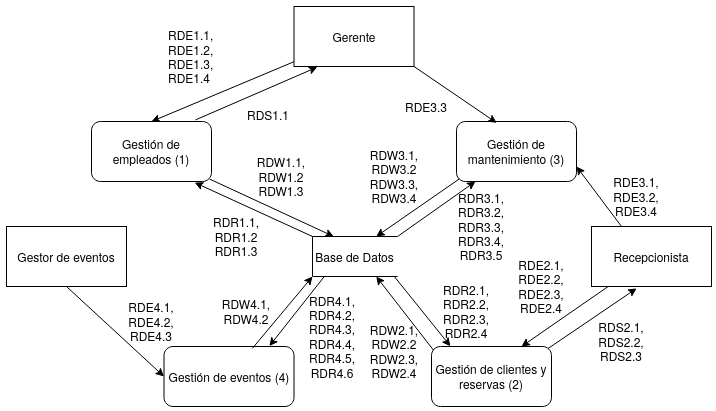 Gerente
RDE1.1,
RDE1.2,
RDE1.3,
RDE1.4
RDS1.1
RDE3.3
Gestión de
empleados (1)
Gestión de
mantenimiento (3)
RDW1.1,
RDW1.2
RDW1.3
RDW3.1,
RDW3.2
RDW3.3,
RDW3.4
RDR1.1,
RDR1.2
RDR1.3
RDR3.1,
RDR3.2,
RDR3.3,
RDR3.4,
RDR3.5
RDE3.1,
RDE3.2,
RDE3.4
Gestor de eventos
Base de Datos
Recepcionista
RDE4.1,
RDE4.2,
RDE4.3
RDW4.1,
RDW4.2
RDR4.1,
RDR4.2,
RDR4.3,
RDR4.4,
RDR4.5,
RDR4.6
RDW2.1,
RDW2.2
RDW2.3,
RDW2.4
RDR2.1,
RDR2.2,
RDR2.3,
RDR2.4
RDE2.1,
RDE2.2,
RDE2.3,
RDE2.4
RDS2.1,
RDS2.2,
RDS2.3
Gestión de eventos (4)
Gestión de clientes y
reservas (2)